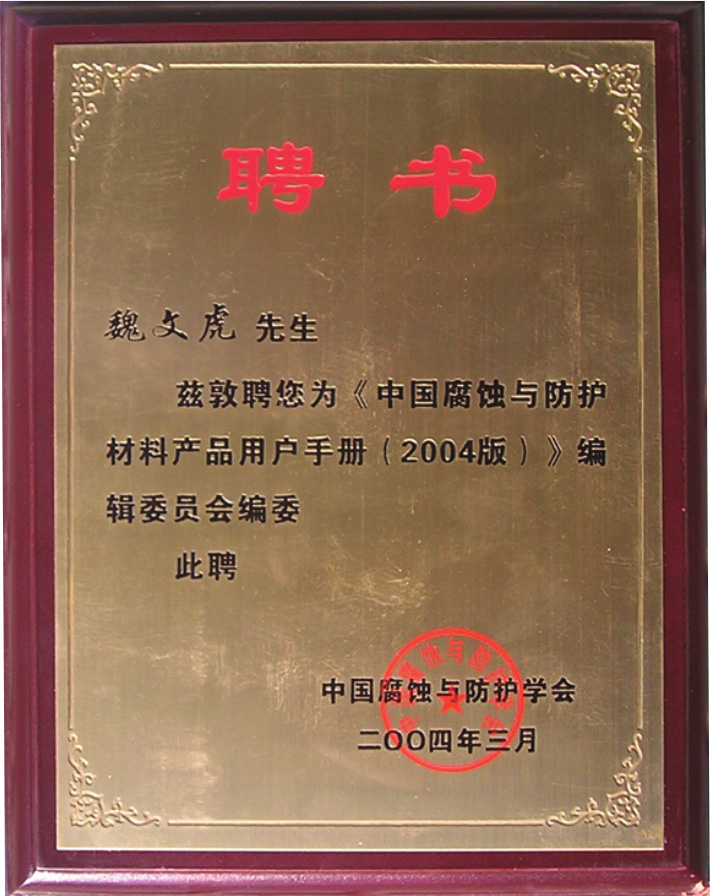 聘书
魏文虎 先生
兹敦聘您为《中国腐蚀与防护
材料产品用户手册（2004版）》编
辑委员会编委
此聘
中国腐蚀与防护学会
二〇〇四年三月